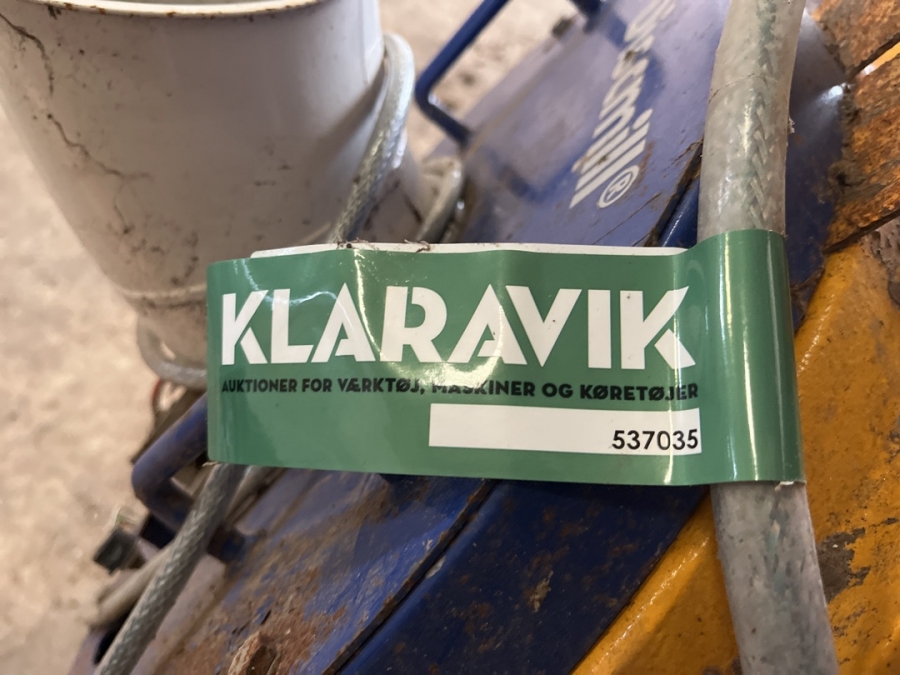 KLARAVIK
AUKTIONER FOR VÆRKTØJ, MASKINER OG KØRETØJER
537035